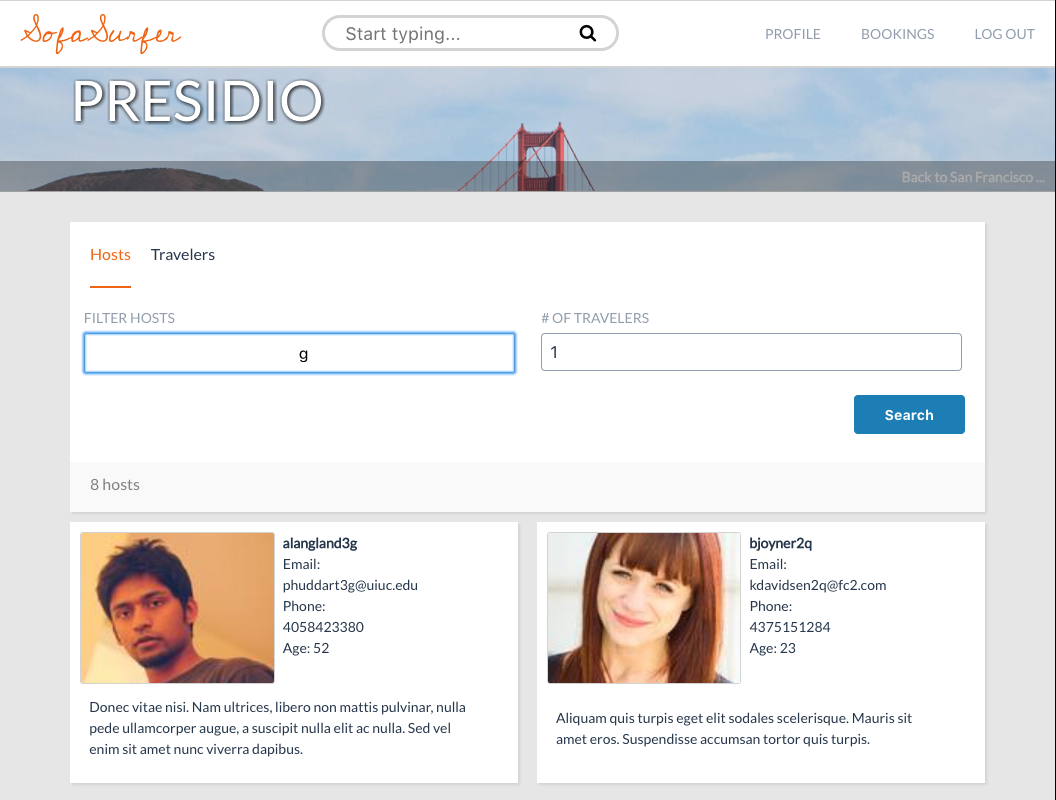 SofaSurfer
Start typing...
PROFILE
BOOKINGS
LOG OUT
PRESIDIO
Back to San Francisco ...
Hosts
Travelers
FILTER HOSTS
# OF TRAVELERS
g
1
Search
8 hosts
alangland3g
Email:
phuddart3g@uiuc.edu
Phone:
4058423380
Age: 52
Donec vitae nisi. Nam ultrices, libero non mattis pulvinar, nulla
pede ullamcorper augue, a suscipit nulla elit ac nulla. Sed vel
enim sit amet nunc viverra dapibus.
bjoyner2q
Email:
kdavidsen2q@fc2.com
Phone:
4375151284
Age: 23
Aliquam quis turpis eget elit sodales scelerisque. Mauris sit
amet eros. Suspendisse accumsan tortor quis turpis.